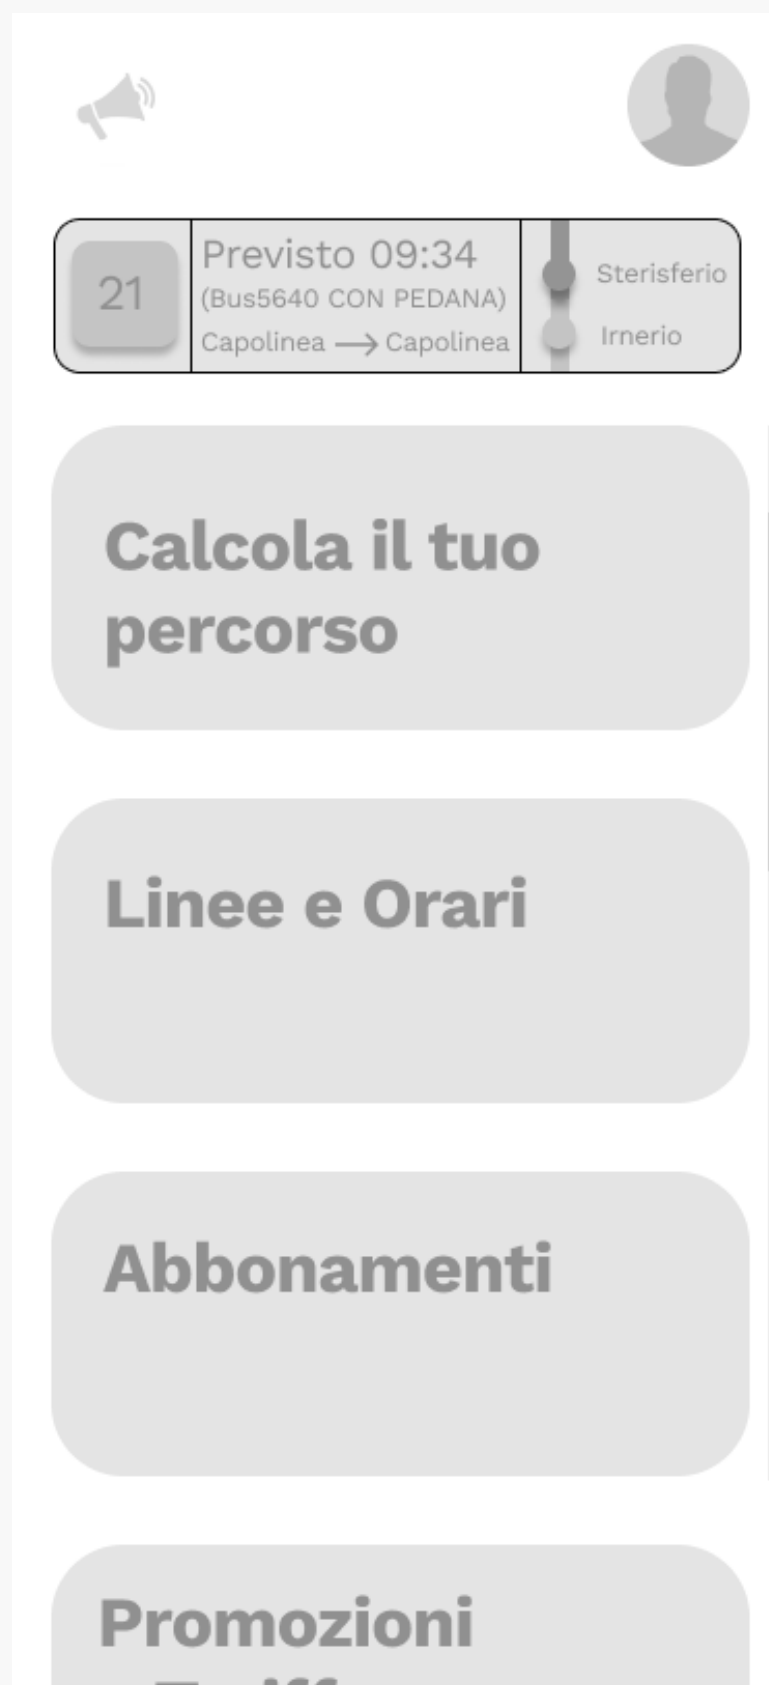 21
Previsto 09:34
(Bus5640 CON PEDANA)
Capolinea → Capolinea
Sterisferio
Irnerio
Calcola il tuo
percorso
Linee e Orari
Abbonamenti
Promozioni